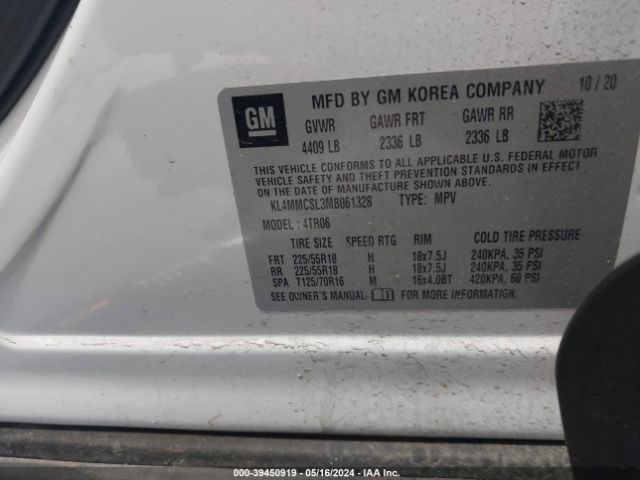 GM
MFD BY GM KOREA COMPANY 10 / 20
GVWR GAWR FRT GAWR RR
4409 LB 2336 LB 2336 LB
THIS VEHICLE CONFORMS TO ALL APPLICABLE U.S. FEDERAL MOTOR
VEHICLE SAFETY AND THEFT PREVENTION STANDARDS IN EFFECT
ON THE DATE OF MANUFACTURE SHOWN ABOVE.
KL4MMCSL3MB061328 TYPE: MPV
MODEL: 4TR06
TIRE SIZE SPEED RTG RIM COLD TIRE PRESSURE
FRT 225/55R18 H 18x7.5J 240KPA, 35 PSI
RR 225/55R18 H 18x7.5J 240KPA, 35 PSI
SPA T125/70R16 M 16x4.0BT 420KPA, 60 PSI
SEE OWNER'S MANUAL FOR MORE INFORMATION.
000-39450919 - 05/16/2024 - IAA Inc.